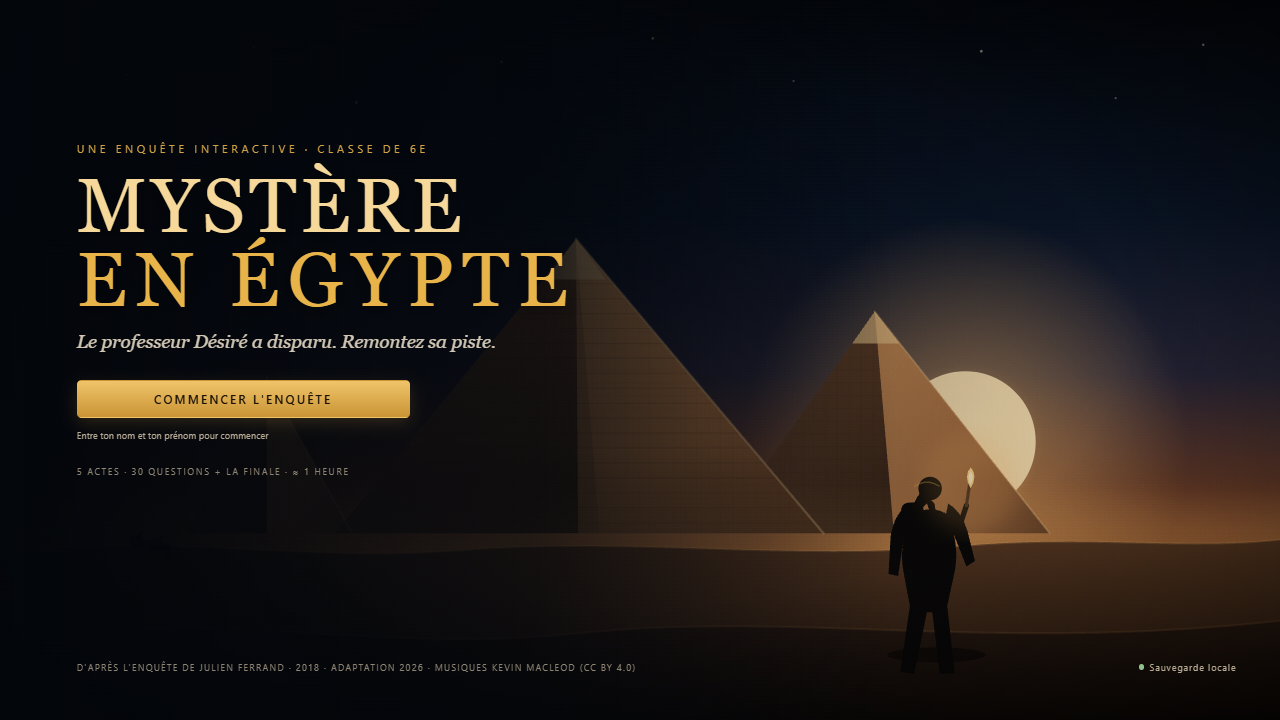 UNE ENQUÊTE INTERACTIVE · CLASSE DE 6E
MYSTÈRE
EN ÉGYPTE
Le professeur Désiré a disparu. Remontez sa piste.
COMMENCER L'ENQUÊTE
Entre ton nom et ton prénom pour commencer
5 ACTES · 30 QUESTIONS + LA FINALE · ≈ 1 HEURE
D'APRÈS L'ENQUÊTE DE JULIEN FERRAND · 2018 · ADAPTATION 2026 · MUSIQUES KEVIN MACLEOD (CC BY 4.0)
Sauvegarde locale